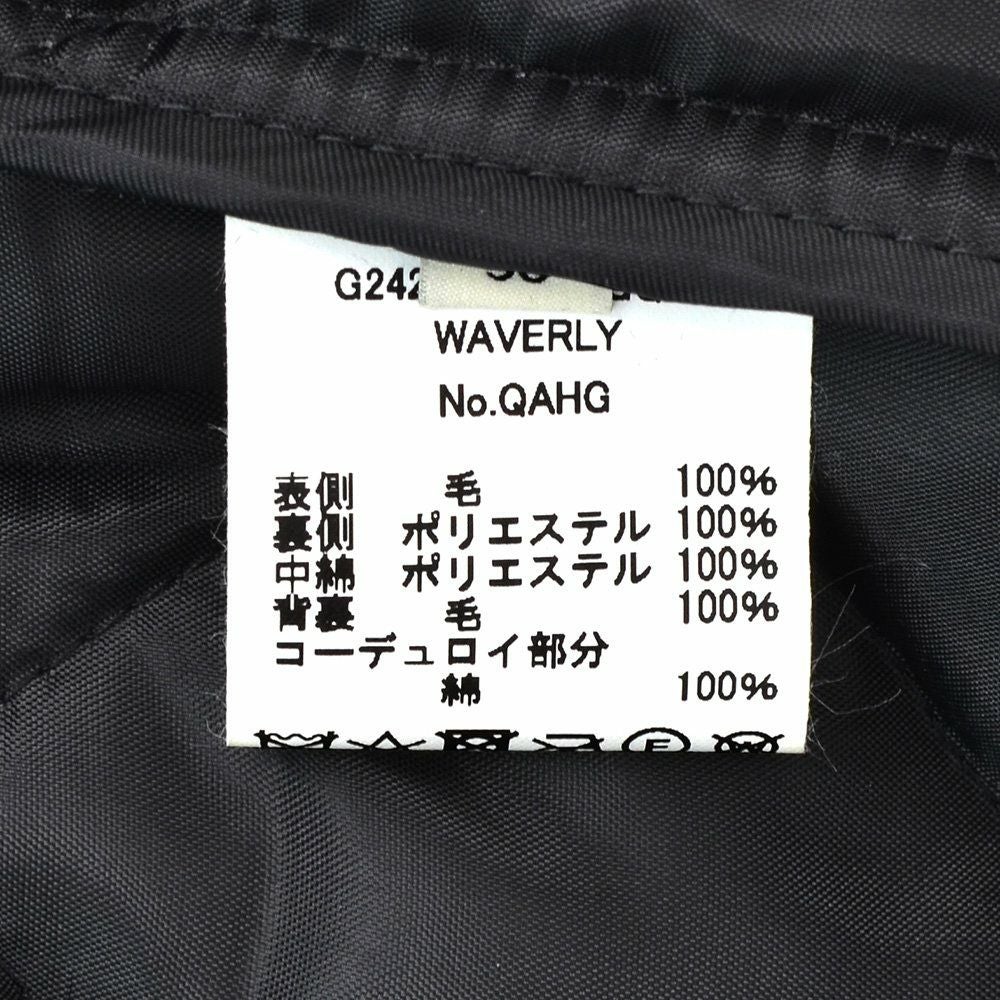 G242
WAVERLY
No.QAHG
表側 毛 100%
裏側 ポリエステル 100%
中綿 ポリエステル 100%
背裏 毛 100%
コーデュロイ部分
綿 100%